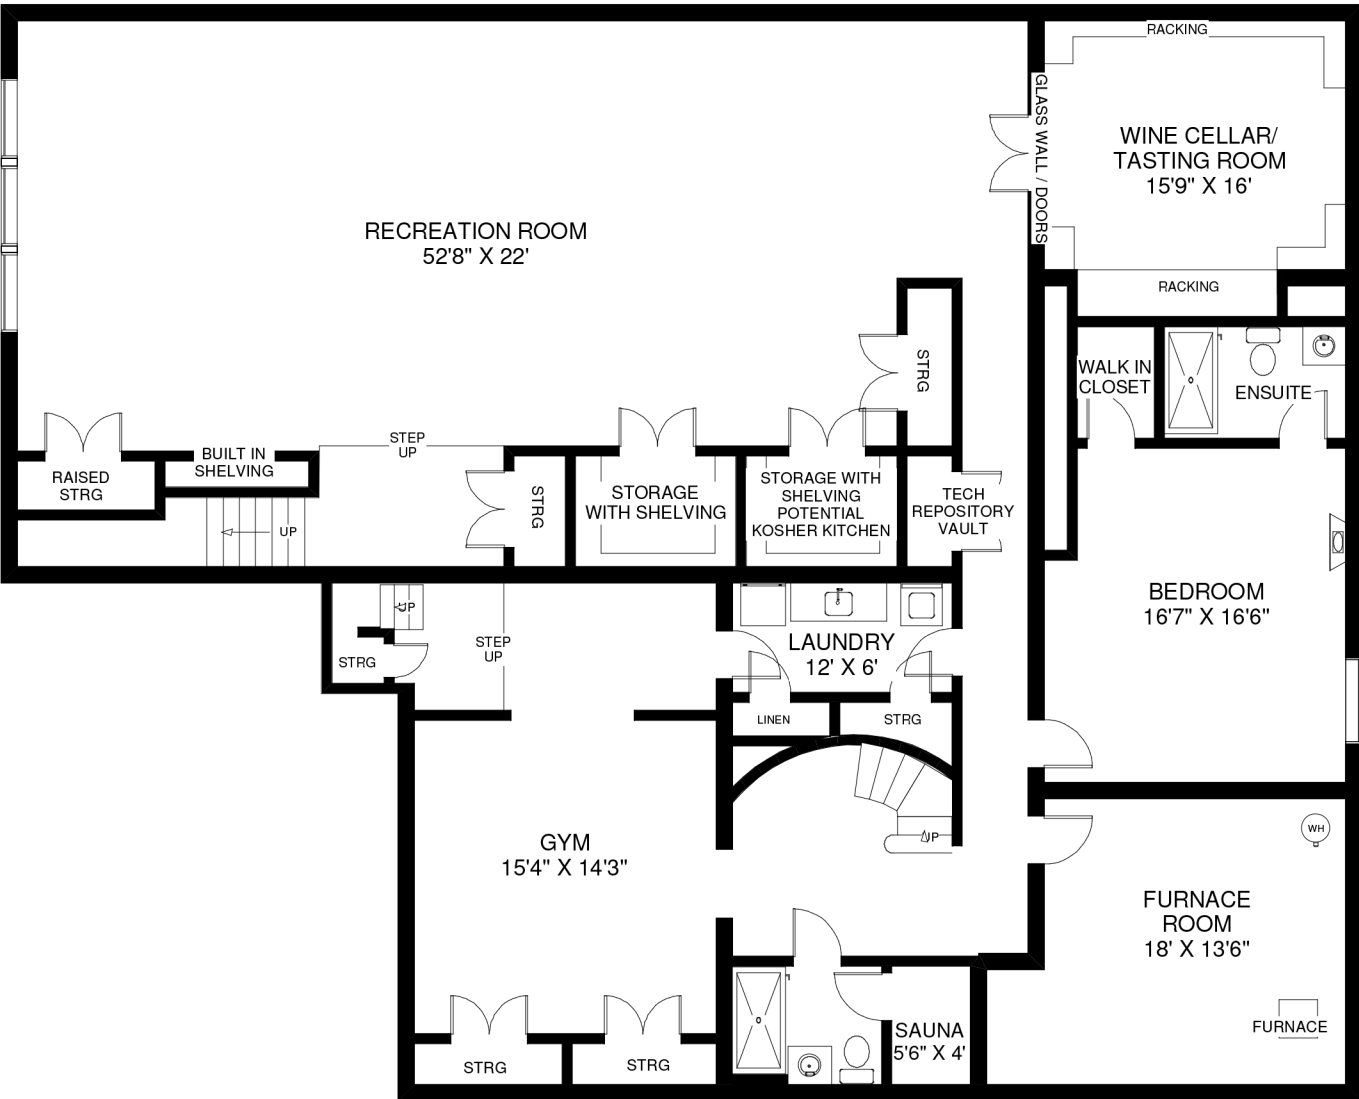 RACKING
GLASS WALL / DOORS
WINE CELLAR/
TASTING ROOM
15'9" X 16'
RECREATION ROOM
52'8" X 22'
RACKING
STRG
WALK IN
CLOSET
ENSUITE
STEP
UP
BUILT IN
SHELVING
RAISED
STRG
UP
STRG
STORAGE
WITH SHELVING
STORAGE WITH
SHELVING
POTENTIAL
KOSHER KITCHEN
TECH
REPOSITORY
VAULT
BEDROOM
16'7" X 16'6"
UP
STRG
STEP
UP
LAUNDRY
12' X 6'
LINEN
STRG
UP
GYM
15'4" X 14'3"
WH
FURNACE
ROOM
18' X 13'6"
FURNACE
SAUNA
5'6" X 4'
STRG
STRG